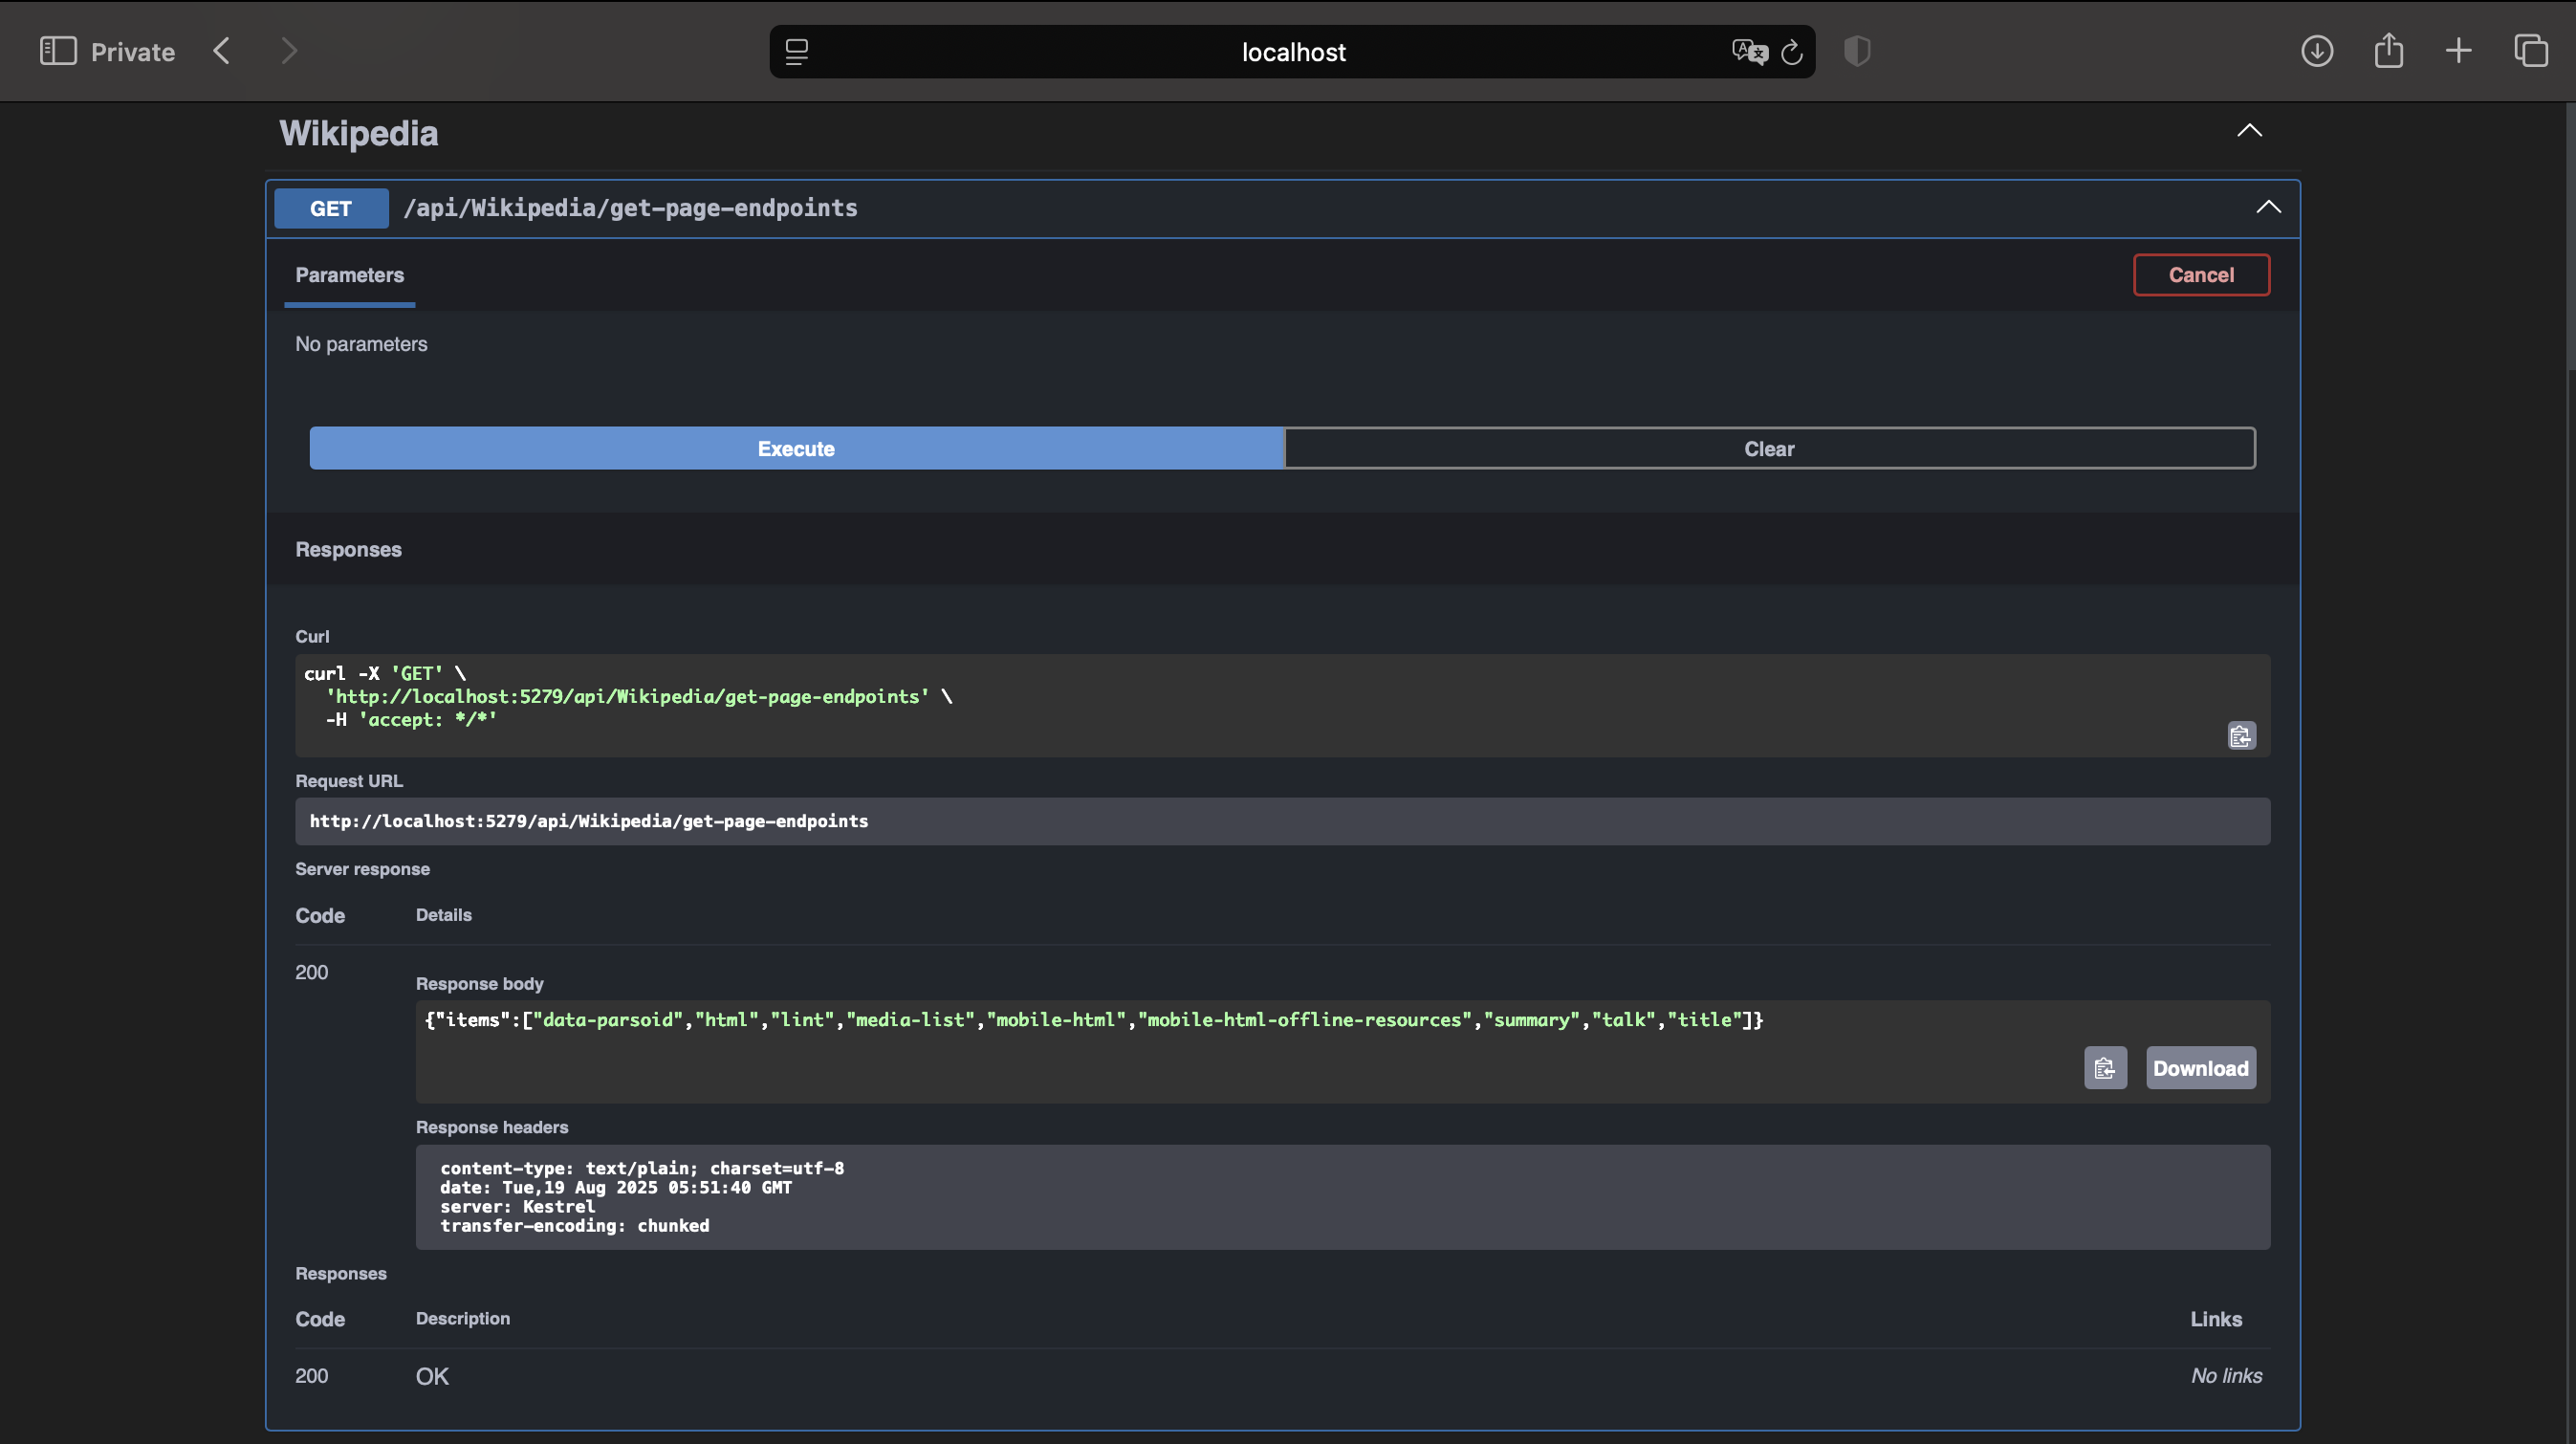 Private
localhost
Wikipedia
GET /api/Wikipedia/get-page-endpoints
Parameters
Cancel
No parameters
Execute
Clear
Responses
Curl
curl -X 'GET' \
  'http://localhost:5279/api/Wikipedia/get-page-endpoints' \
  -H 'accept: */*'
Request URL
http://localhost:5279/api/Wikipedia/get-page-endpoints
Server response
Code Details
200
Response body
{"items":["data-parsoid","html","lint","media-list","mobile-html","mobile-html-offline-resources","summary","talk","title"]}
Download
Response headers
content-type: text/plain; charset=utf-8
date: Tue,19 Aug 2025 05:51:40 GMT
server: Kestrel
transfer-encoding: chunked
Responses
Code Description Links
200 OK No links